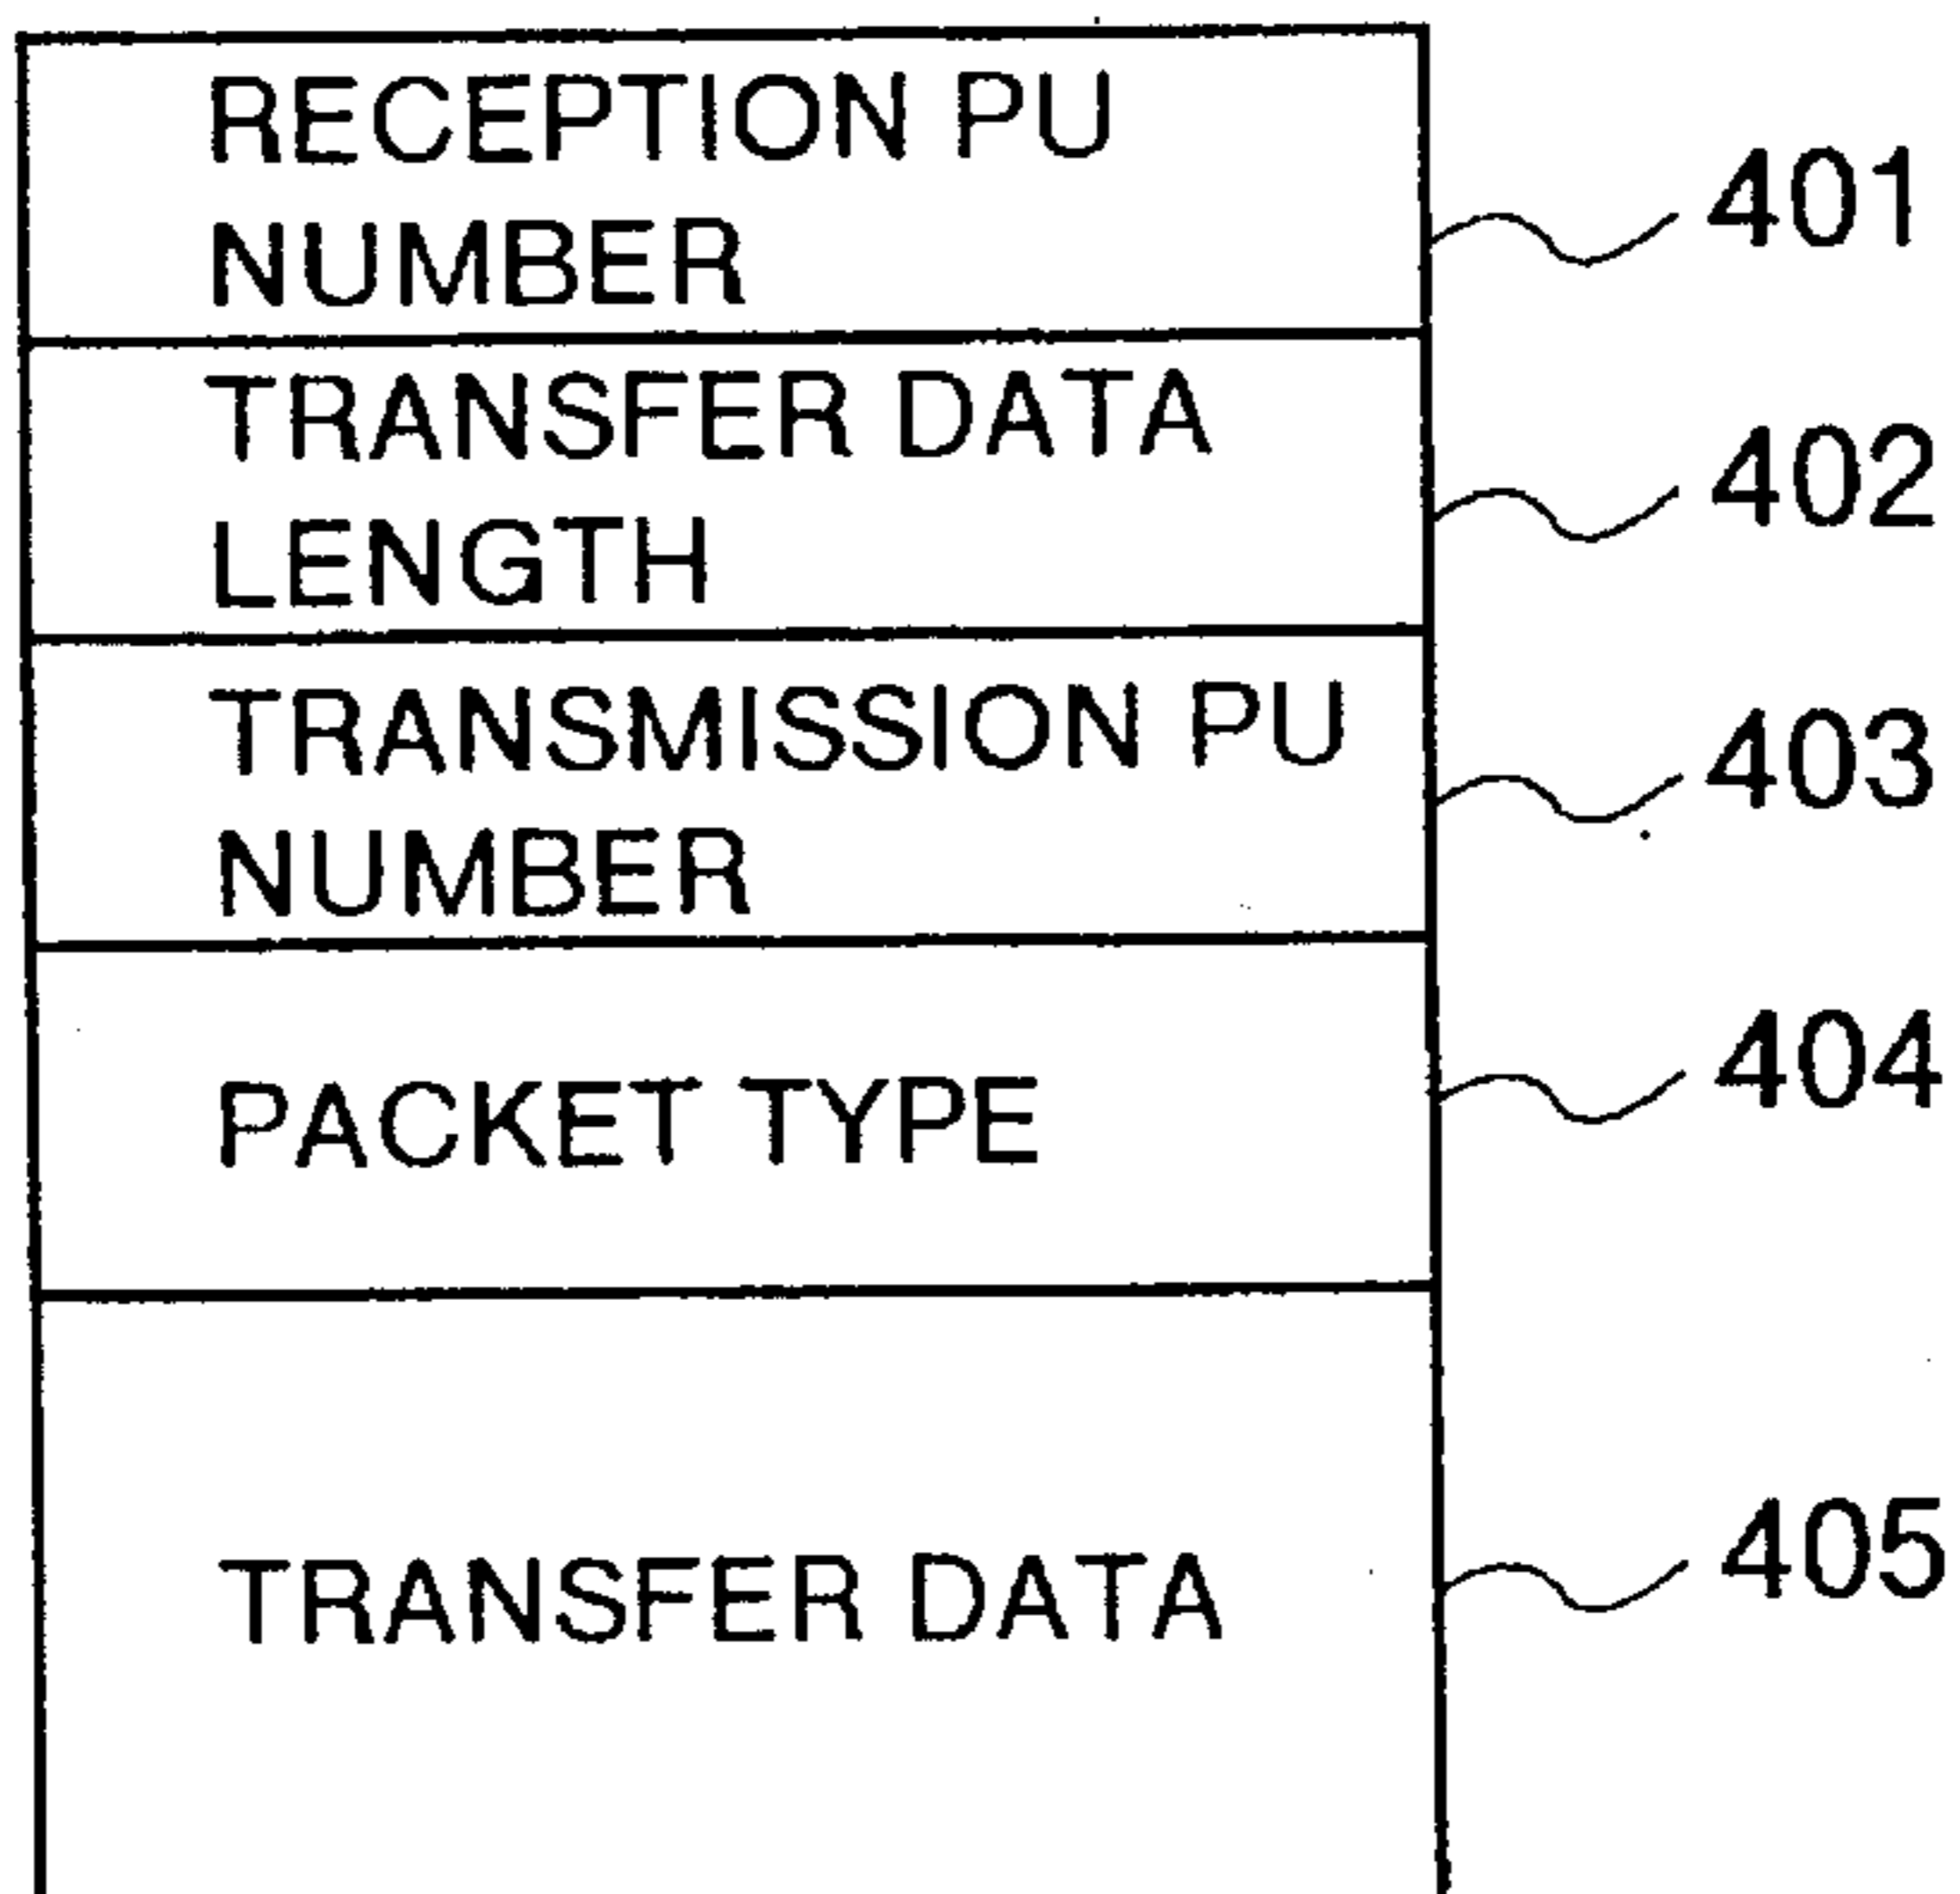 RECEPTION PU
NUMBER
401
TRANSFER DATA
LENGTH
402
TRANSMISSION PU
NUMBER
403
PACKET TYPE
404
TRANSFER DATA
405